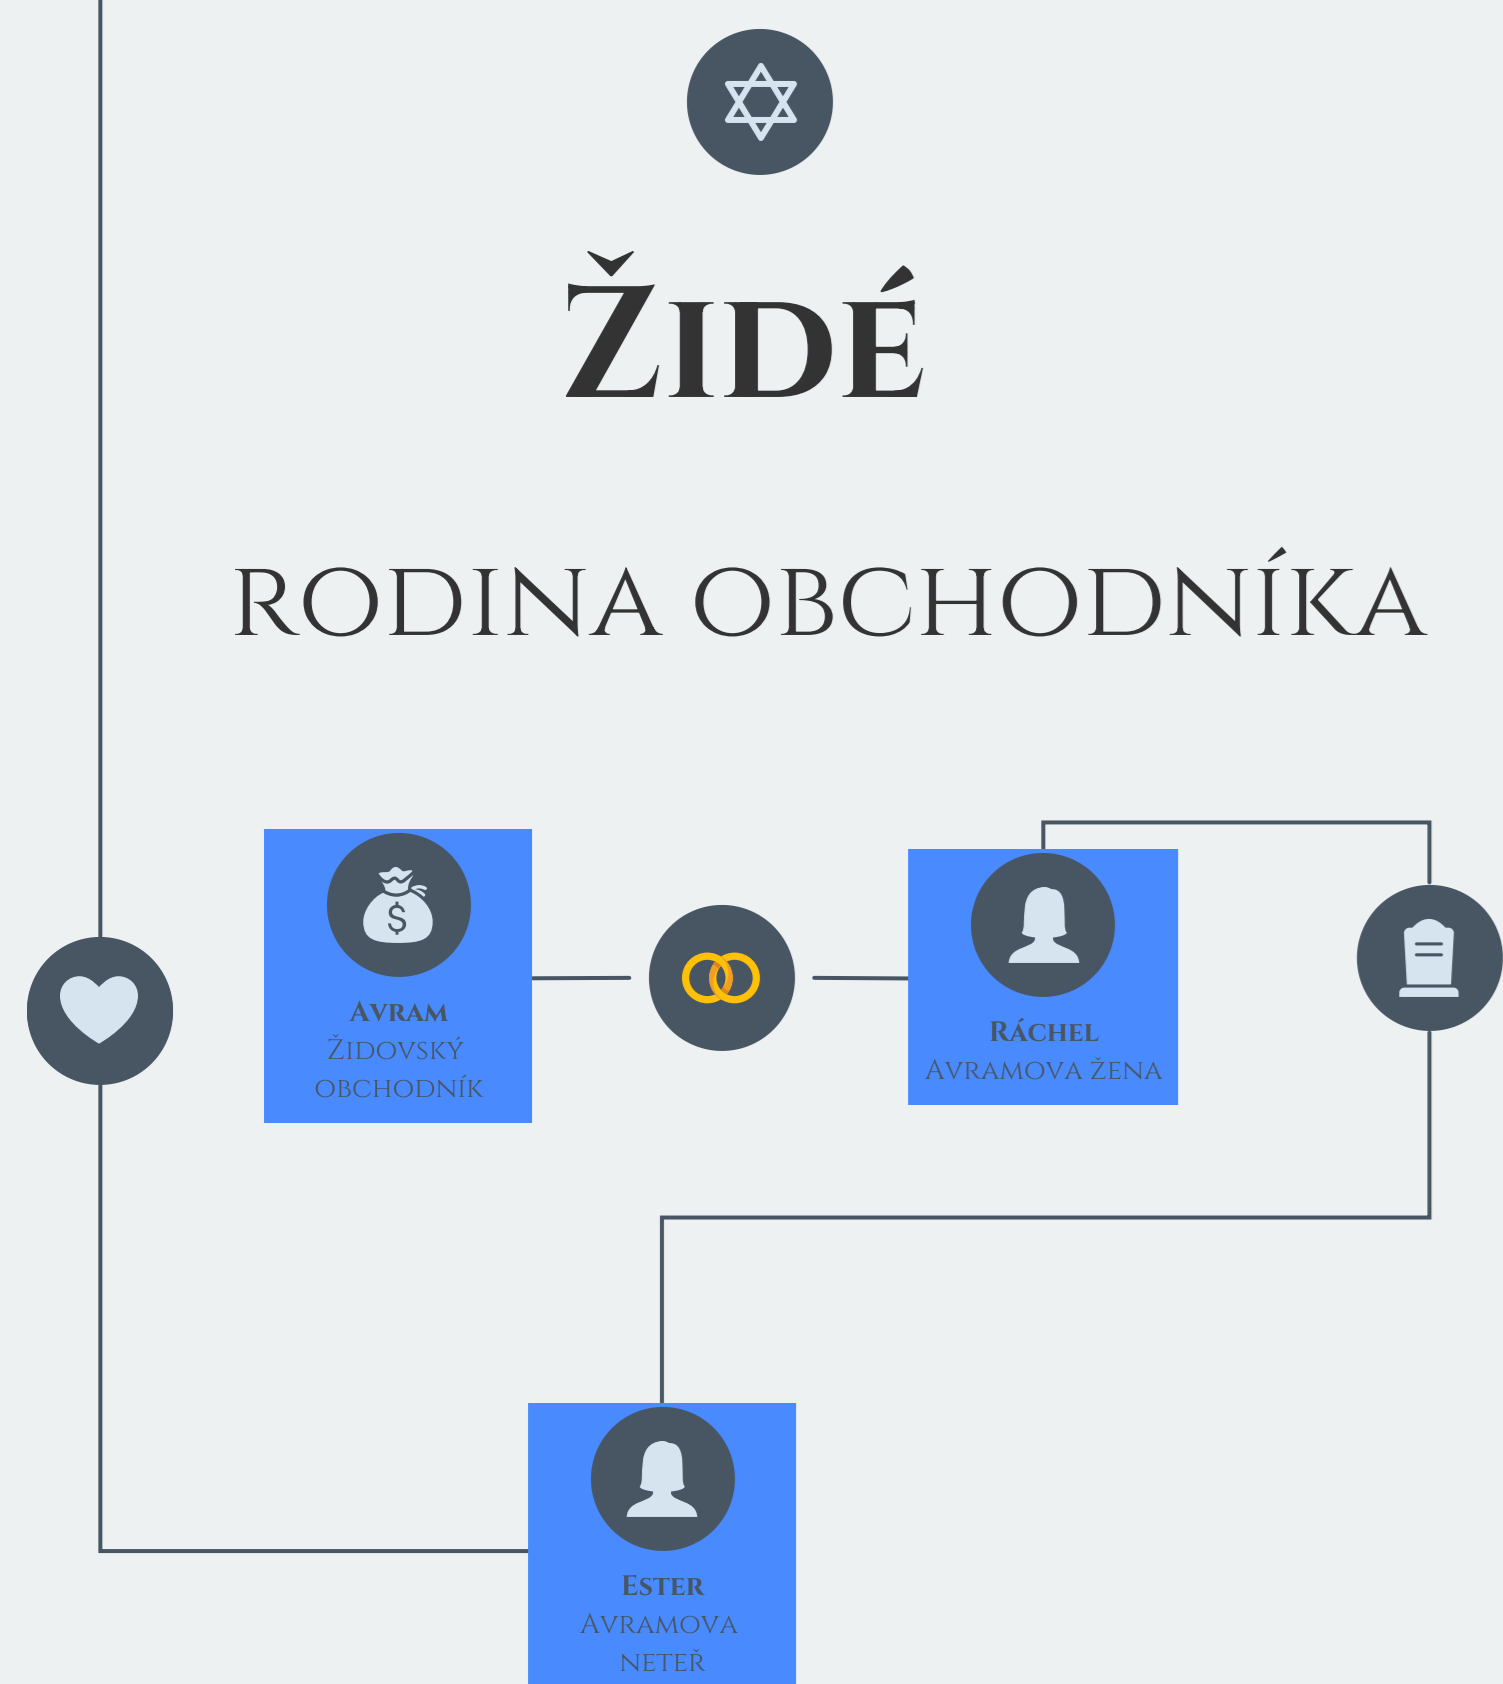 Židé
RODINA OBCHODNÍKA
Avram
Židovský
obchodník
Ráchel
Avramova žena
Ester
Avramova
neteř